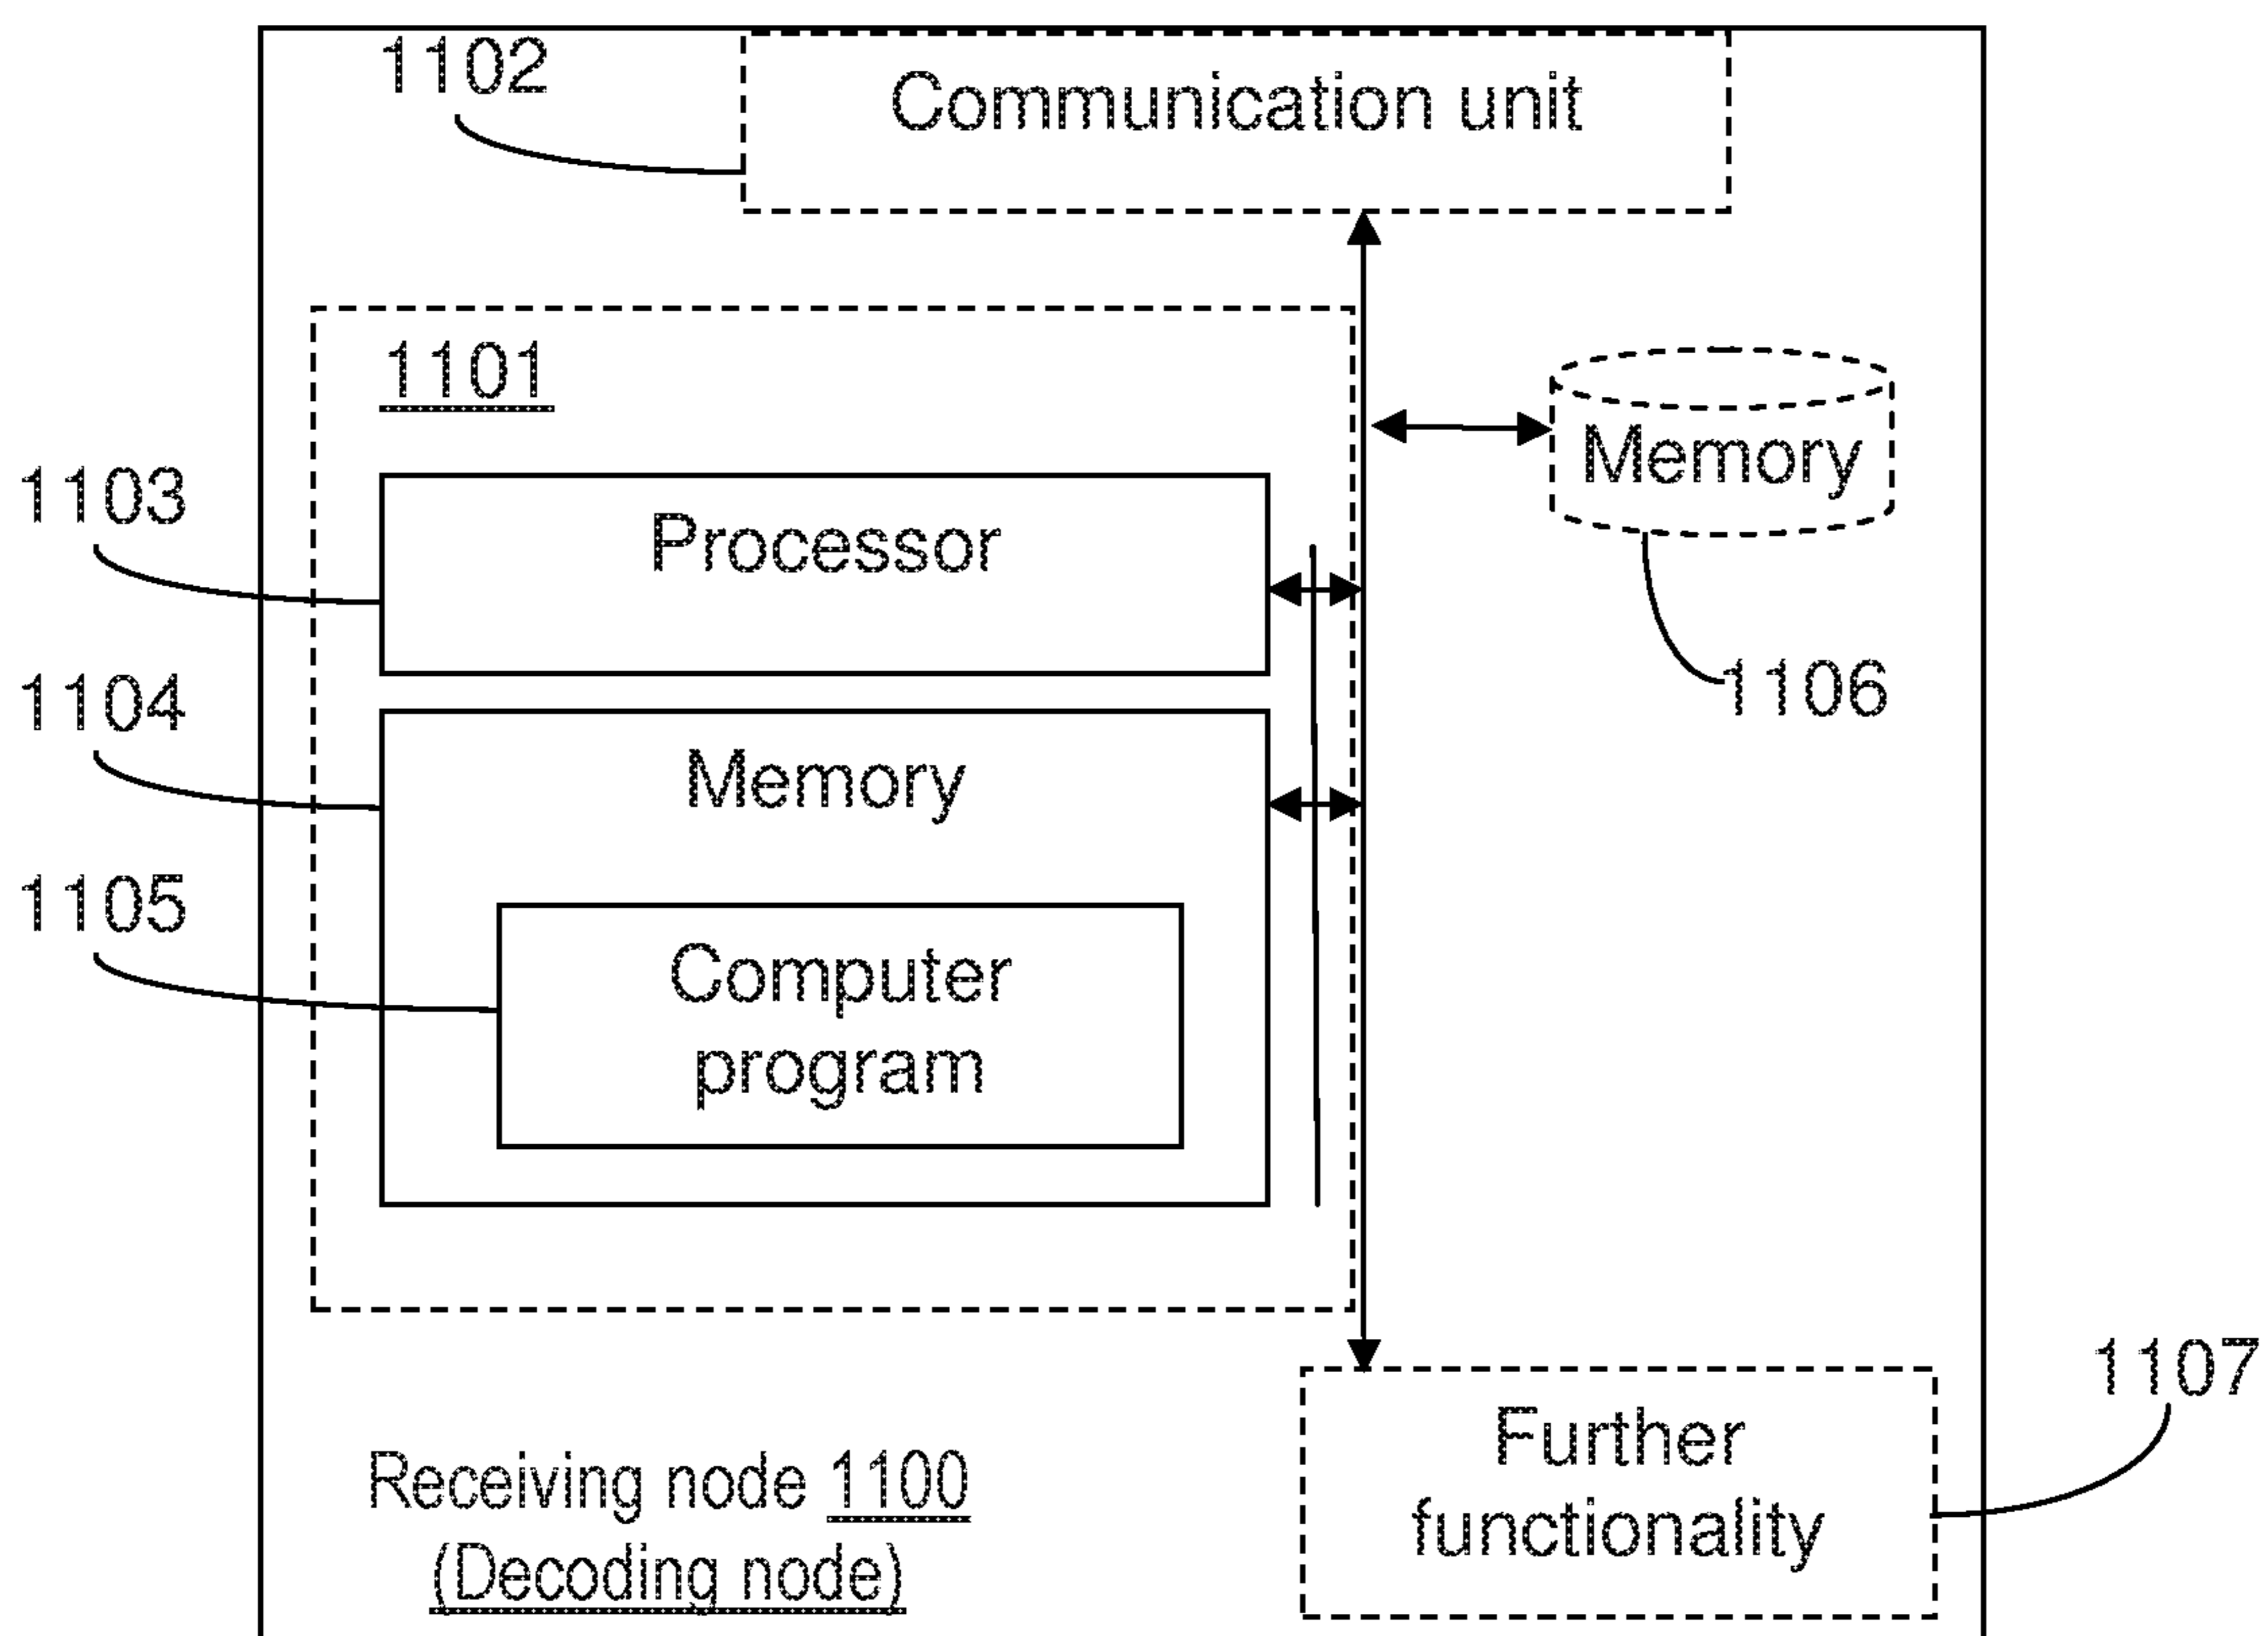 1102
Communication unit
1101
Memory
1103
Processor
1106
1104
Memory
1105
Computer
program
1107
Further
functionality
Receiving node 1100
(Decoding node)